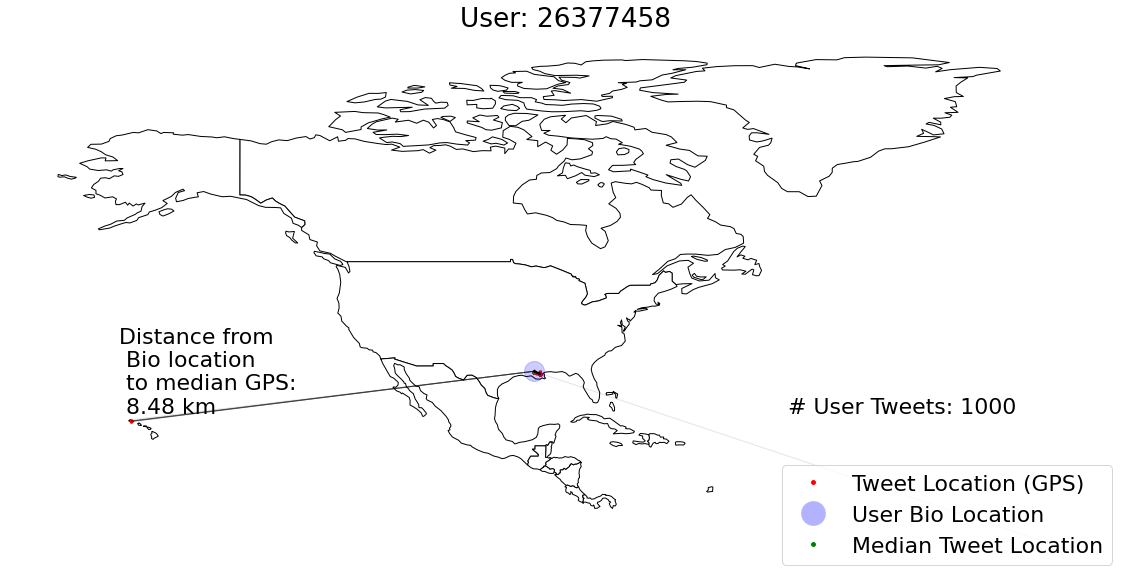 User: 26377458
Distance from
Bio location
to median GPS:
8.48 km
# User Tweets: 1000
Tweet Location (GPS)
User Bio Location
Median Tweet Location